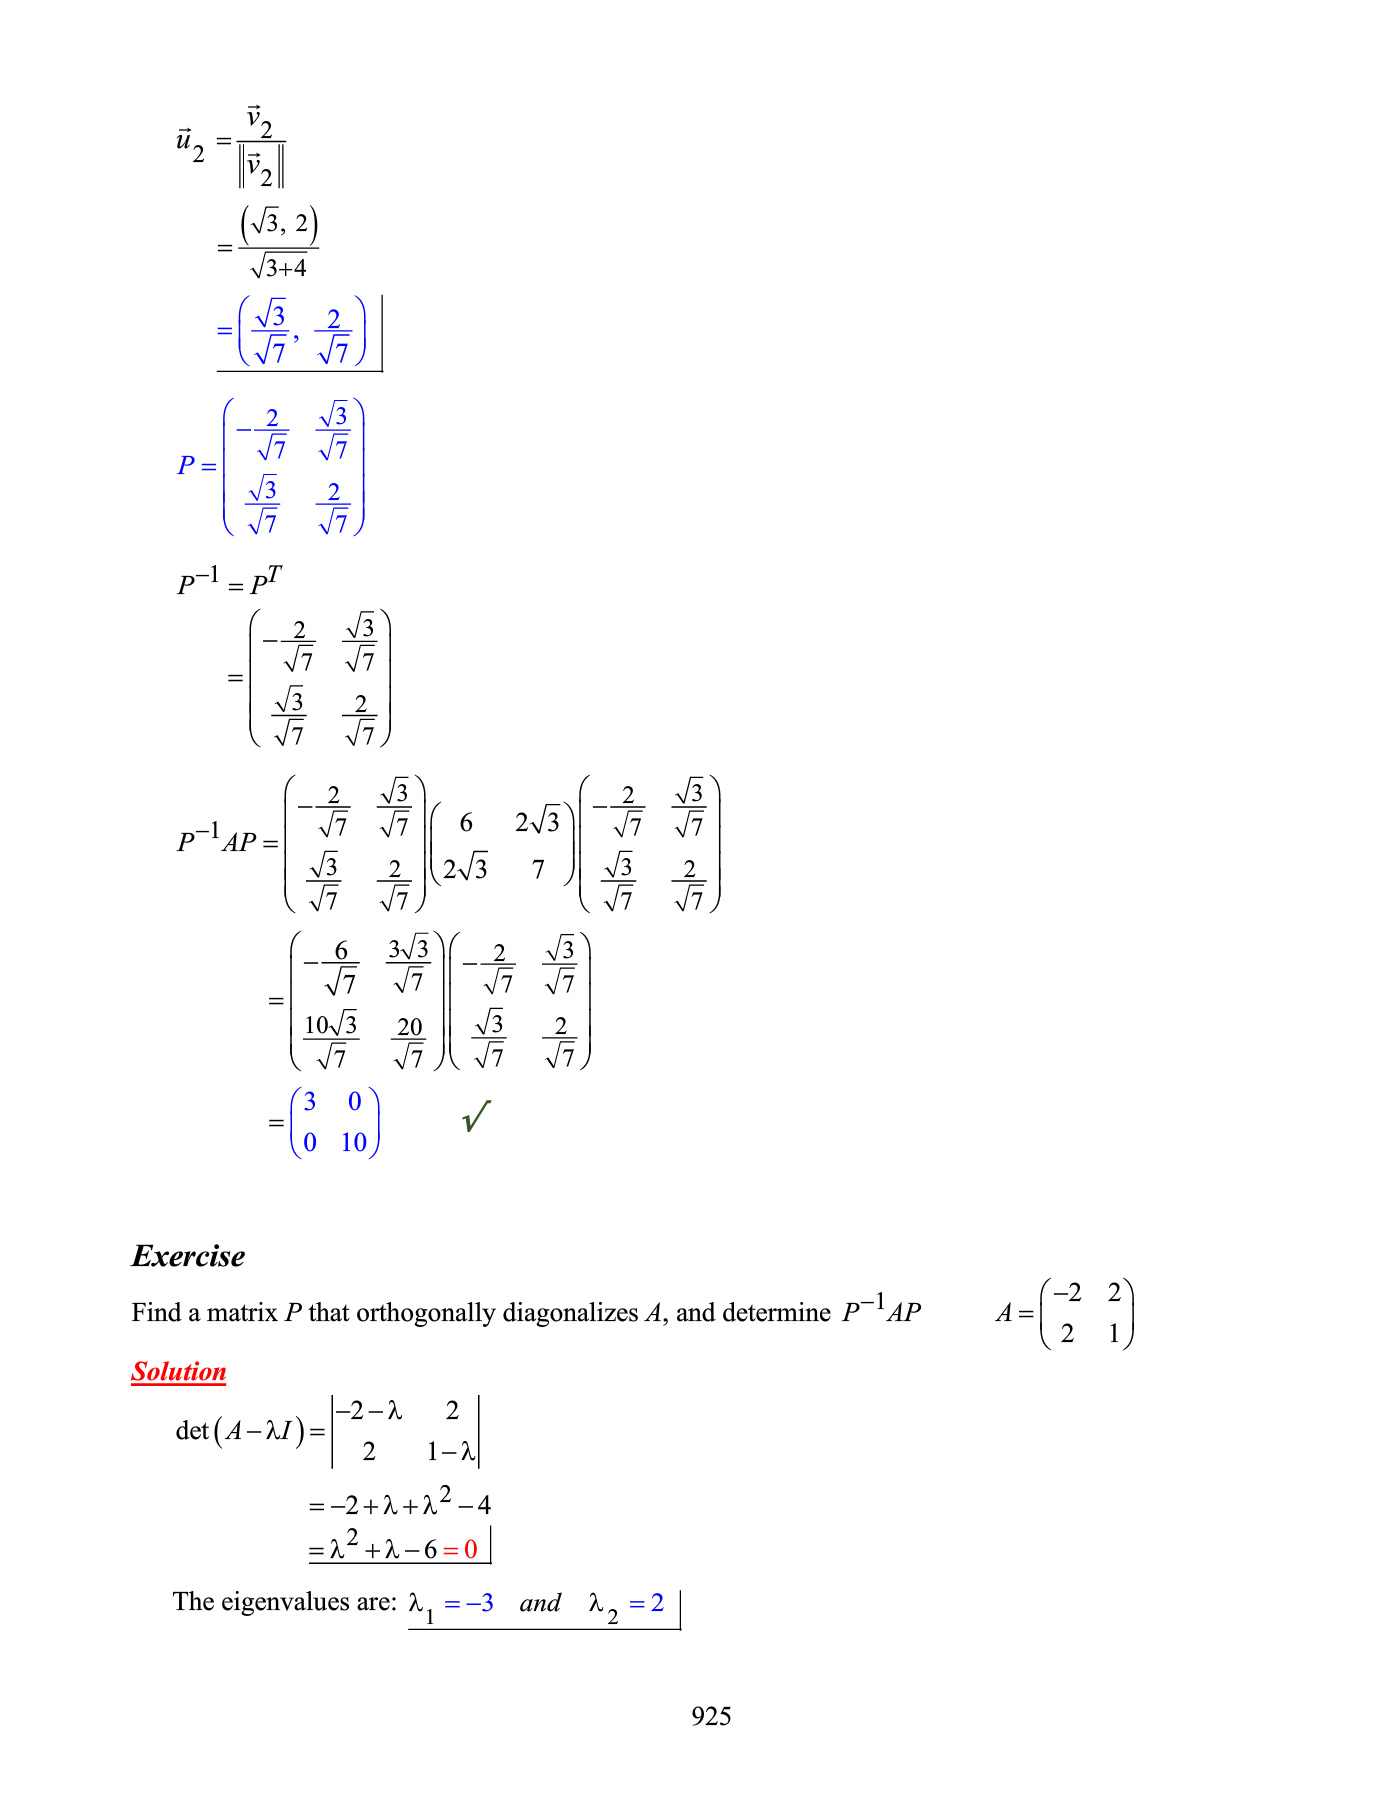 $\vec{u}_2 = \frac{\vec{v}_2}{\left\| \vec{v}_2 \right\|}$
$= \frac{\left(\sqrt{3},\ 2\right)}{\sqrt{3+4}}$
$= \left( \frac{\sqrt{3}}{\sqrt{7}},\ \frac{2}{\sqrt{7}} \right)$
$P = \begin{pmatrix} -\frac{2}{\sqrt{7}} & \frac{\sqrt{3}}{\sqrt{7}} \\ \frac{\sqrt{3}}{\sqrt{7}} & \frac{2}{\sqrt{7}} \end{pmatrix}$
$P^{-1} = P^T$
$= \begin{pmatrix} -\frac{2}{\sqrt{7}} & \frac{\sqrt{3}}{\sqrt{7}} \\ \frac{\sqrt{3}}{\sqrt{7}} & \frac{2}{\sqrt{7}} \end{pmatrix}$
$P^{-1}AP = \begin{pmatrix} -\frac{2}{\sqrt{7}} & \frac{\sqrt{3}}{\sqrt{7}} \\ \frac{\sqrt{3}}{\sqrt{7}} & \frac{2}{\sqrt{7}} \end{pmatrix} \begin{pmatrix} 6 & 2\sqrt{3} \\ 2\sqrt{3} & 7 \end{pmatrix} \begin{pmatrix} -\frac{2}{\sqrt{7}} & \frac{\sqrt{3}}{\sqrt{7}} \\ \frac{\sqrt{3}}{\sqrt{7}} & \frac{2}{\sqrt{7}} \end{pmatrix}$
$= \begin{pmatrix} -\frac{6}{\sqrt{7}} & \frac{3\sqrt{3}}{\sqrt{7}} \\ \frac{10\sqrt{3}}{\sqrt{7}} & \frac{20}{\sqrt{7}} \end{pmatrix} \begin{pmatrix} -\frac{2}{\sqrt{7}} & \frac{\sqrt{3}}{\sqrt{7}} \\ \frac{\sqrt{3}}{\sqrt{7}} & \frac{2}{\sqrt{7}} \end{pmatrix}$
$= \begin{pmatrix} 3 & 0 \\ 0 & 10 \end{pmatrix}$ √
Exercise
Find a matrix P that orthogonally diagonalizes A, and determine $P^{-1}AP$ $A = \begin{pmatrix} -2 & 2 \\ 2 & 1 \end{pmatrix}$
Solution
$\det(A - \lambda I) = \begin{vmatrix} -2-\lambda & 2 \\ 2 & 1-\lambda \end{vmatrix}$
$= -2 + \lambda + \lambda^2 - 4$
$= \lambda^2 + \lambda - 6 = 0$
The eigenvalues are: $\lambda_1 = -3$ and $\lambda_2 = 2$
925